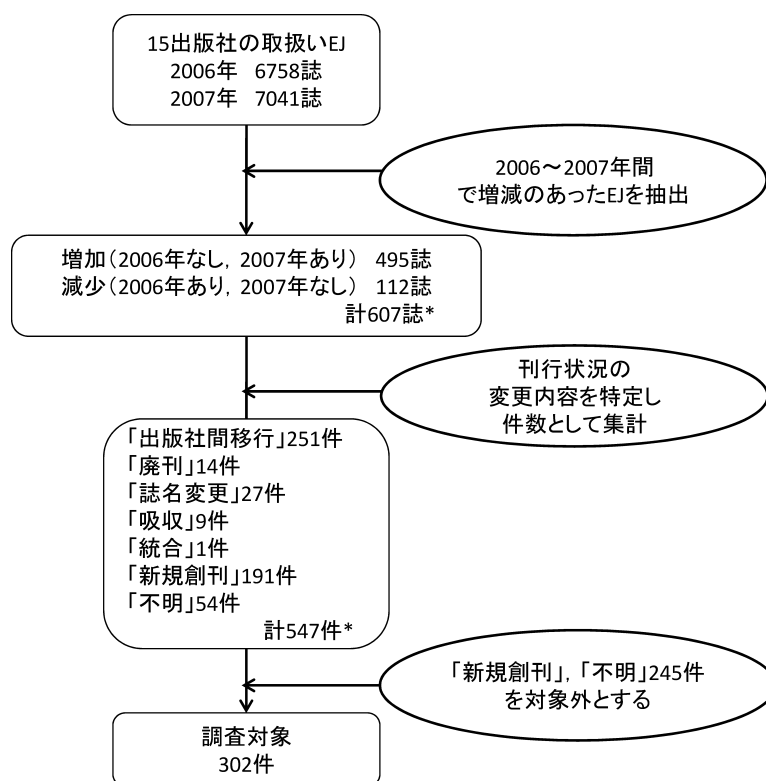 15出版社の取扱いEJ
2006年 6758誌
2007年 7041誌
2006～2007年間
で増減のあったEJを抽出
増加（2006年なし，2007年あり） 495誌
減少（2006年あり，2007年なし） 112誌
計607誌*
刊行状況の
変更内容を特定し
件数として集計
「出版社間移行」251件
「廃刊」14件
「誌名変更」27件
「吸収」9件
「統合」1件
「新規創刊」191件
「不明」54件
計547件*
「新規創刊」，「不明」245件
を対象外とする
調査対象
302件